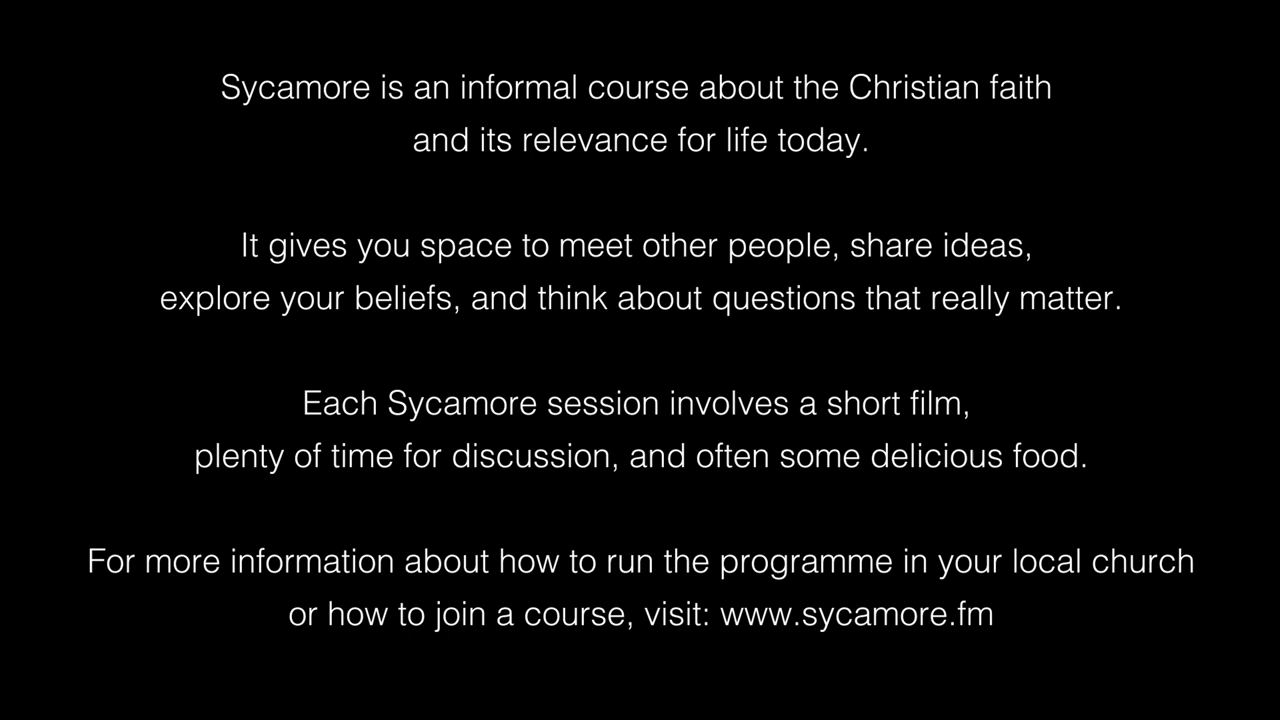 Sycamore is an informal course about the Christian faith
and its relevance for life today.
It gives you space to meet other people, share ideas,
explore your beliefs, and think about questions that really matter.
Each Sycamore session involves a short film,
plenty of time for discussion, and often some delicious food.
For more information about how to run the programme in your local church
or how to join a course, visit: www.sycamore.fm